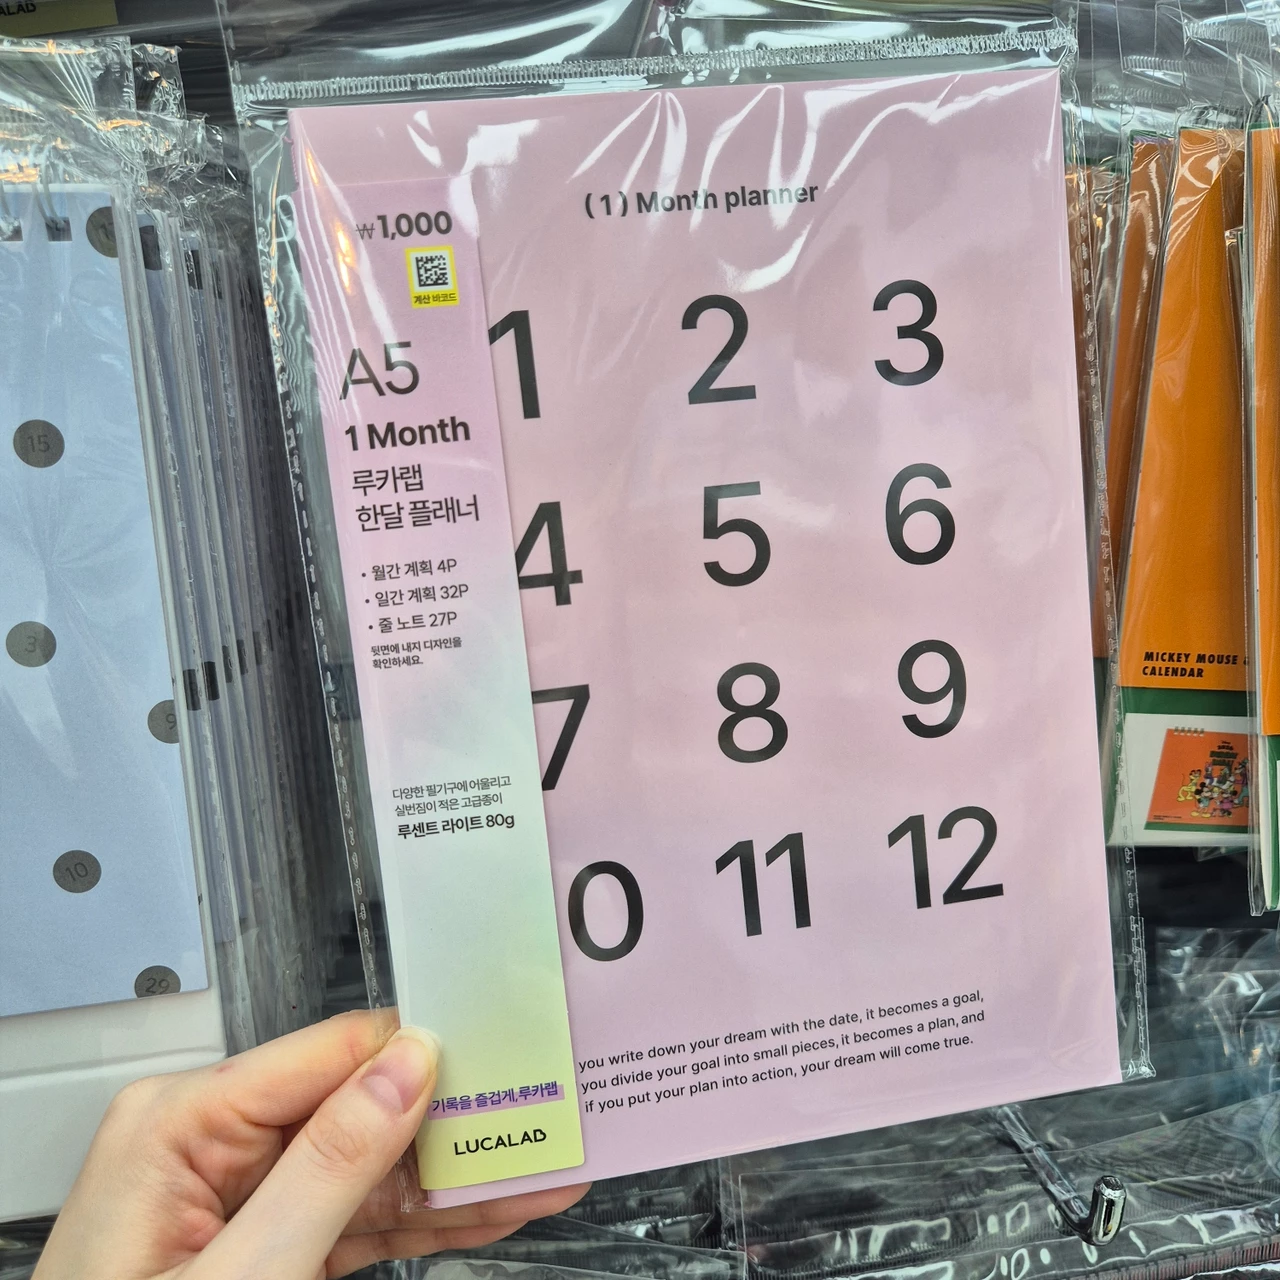 ₩1,000
계산 바코드
A5
1 Month
루카랩
한달 플래너
• 월간 계획 4P
• 일간 계획 32P
• 줄 노트 27P
뒷면에 내지 디자인을
확인하세요.
다양한 필기구에 어울리고
실번짐이 적은 고급종이
루센트 라이트 80g
기록을 즐겁게, 루카랩
LUCALAB
( 1 ) Month planner
1 2 3
4 5 6
7 8 9
0 11 12
you write down your dream with the date, it becomes a goal,
you divide your goal into small pieces, it becomes a plan, and
if you put your plan into action, your dream will come true.
15
3
9
10
29
MICKEY MOUSE
CALENDAR